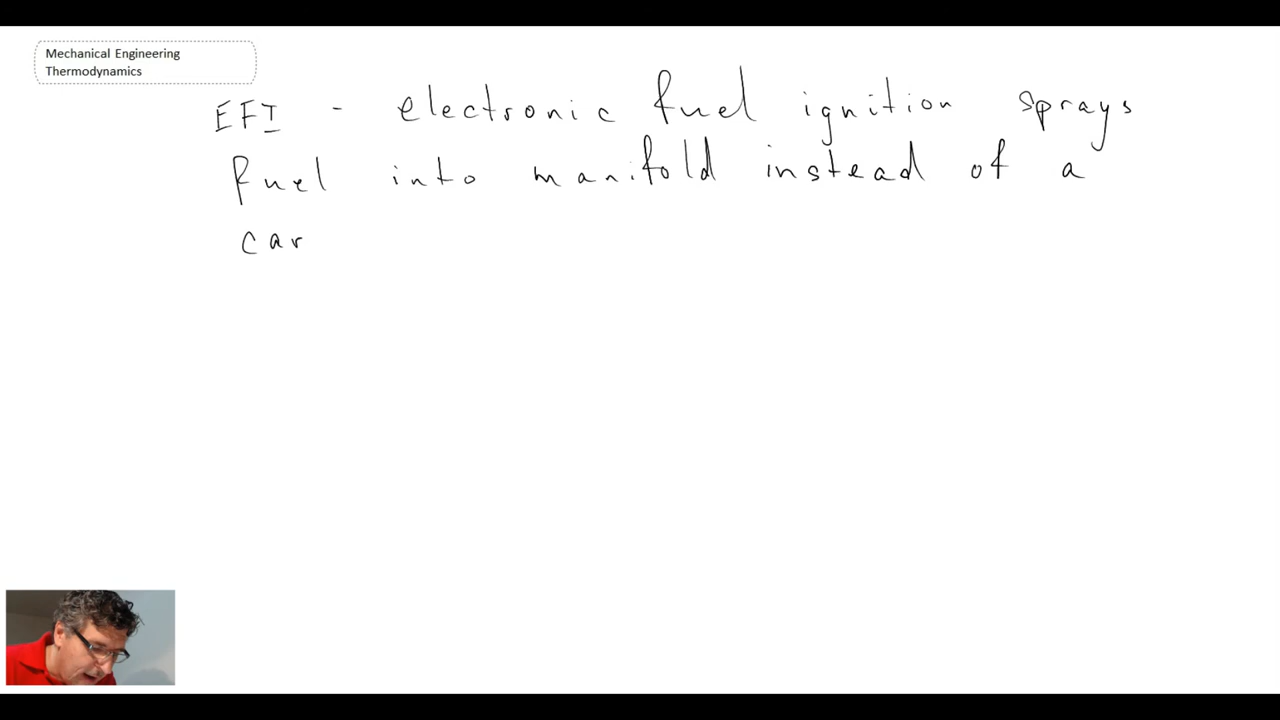 Mechanical Engineering
Thermodynamics
EFI - electronic fuel ignition sprays
fuel into manifold instead of a
car